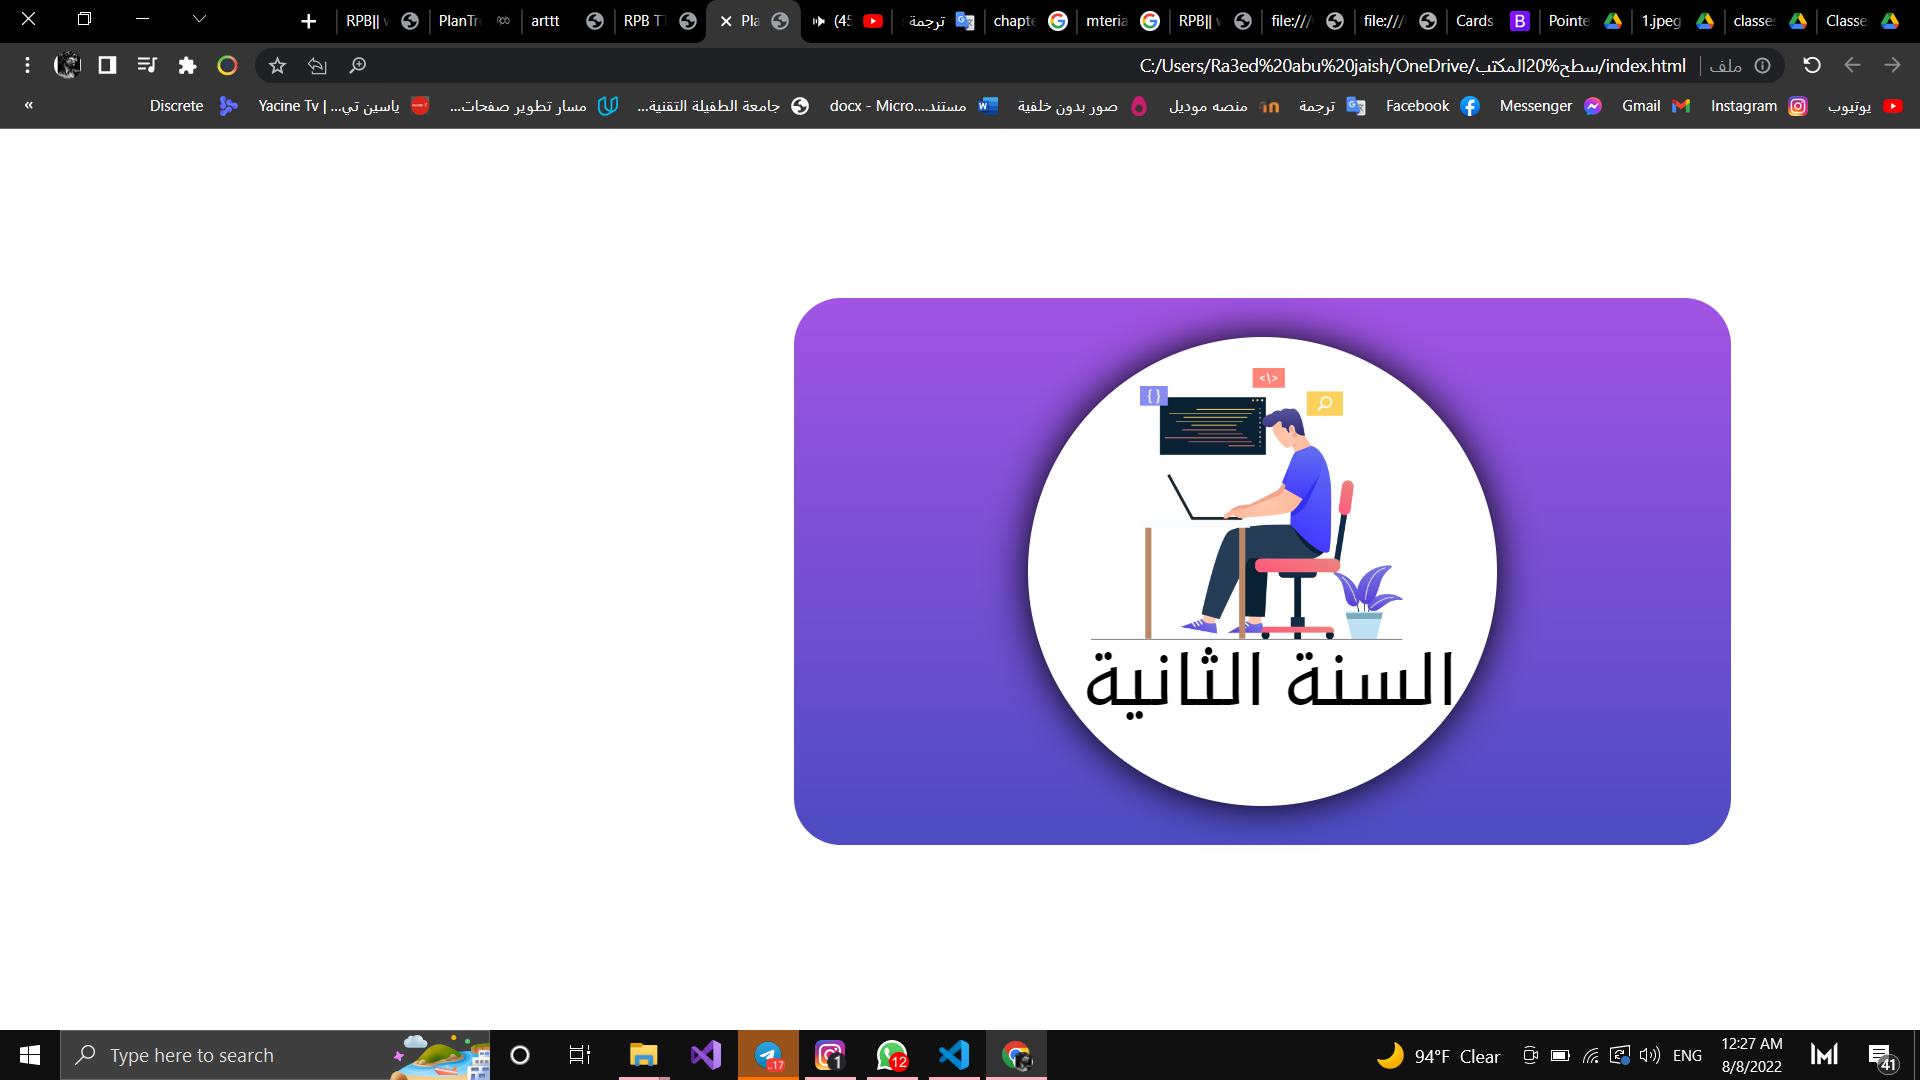 RPB|| w
PlanTr
arttt
RPB T
Pla
(45
ترجمة
chapte
mteria
RPB|| w
file:///
file:///
Cards
Pointe
1.jpeg
classes
Classe
C:/Users/Ra3ed%20abu%20jaish/OneDrive/سطح%20المكتب/index.html
ملف
»
Discrete
Yacine Tv | ياسين تي...
مسار تطوير صفحات...
جامعة الطفيلة التقنية...
مستند....docx - Micro
صور بدون خلفية
منصه موديل
ترجمة
Facebook
Messenger
Gmail
Instagram
يوتيوب
{ }
<\>
السنة الثانية
Type here to search
..17
1
12
94°F Clear
ENG
12:27 AM
8/8/2022
41